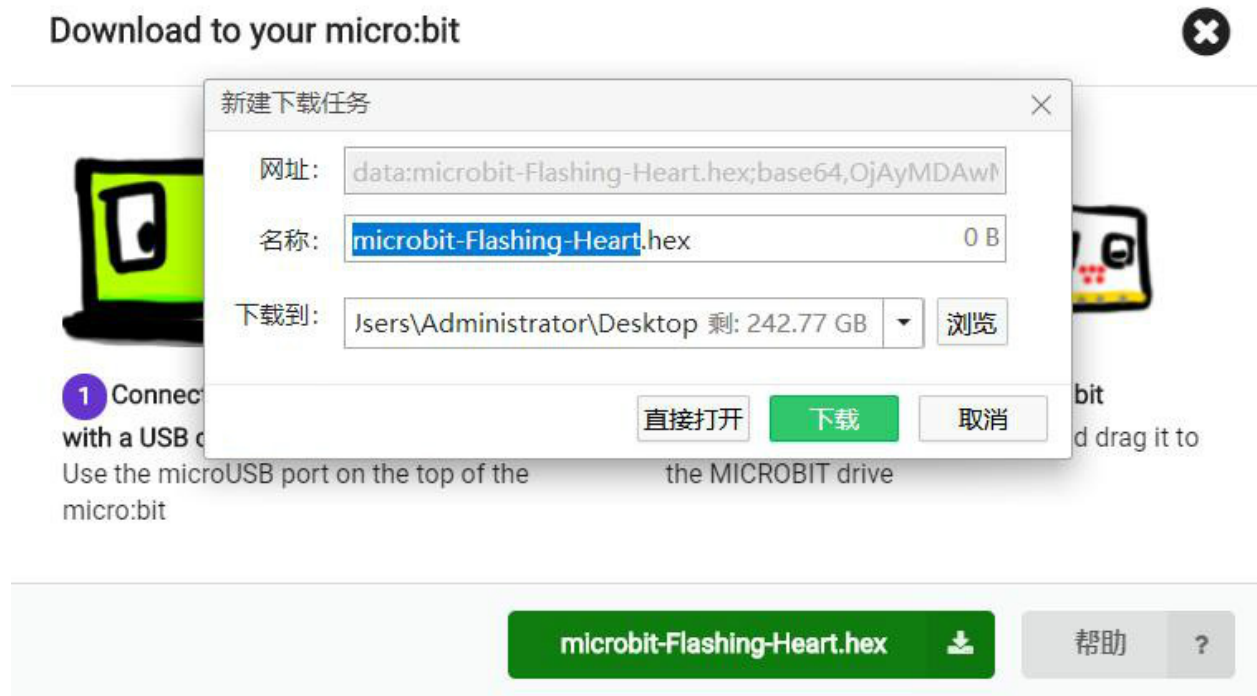 Download to your micro:bit
新建下载任务
网址：
data:microbit-Flashing-Heart.hex;base64,OjAyMDAwN
名称：
microbit-Flashing-Heart.hex 0 B
下载到：
Jsers\Administrator\Desktop 剩: 242.77 GB
浏览
直接打开 下载 取消
1 Connec
with a USB
Use the microUSB port on the top of the
micro:bit
bit
d drag it to
the MICROBIT drive
microbit-Flashing-Heart.hex
帮助 ?